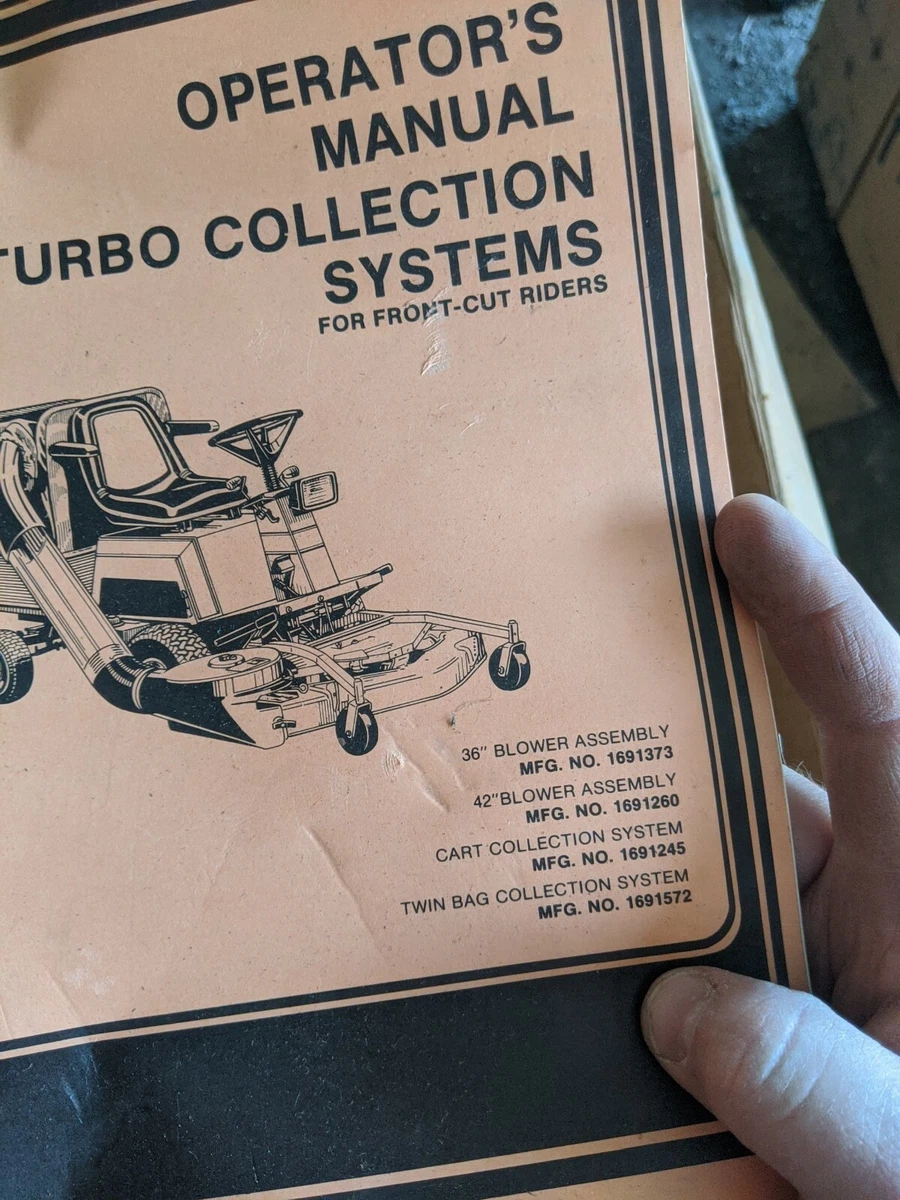 OPERATOR'S
MANUAL
TURBO COLLECTION
SYSTEMS
FOR FRONT-CUT RIDERS
36" BLOWER ASSEMBLY
MFG. NO. 1691373
42"BLOWER ASSEMBLY
MFG. NO. 1691260
CART COLLECTION SYSTEM
MFG. NO. 1691245
TWIN BAG COLLECTION SYSTEM
MFG. NO. 1691572